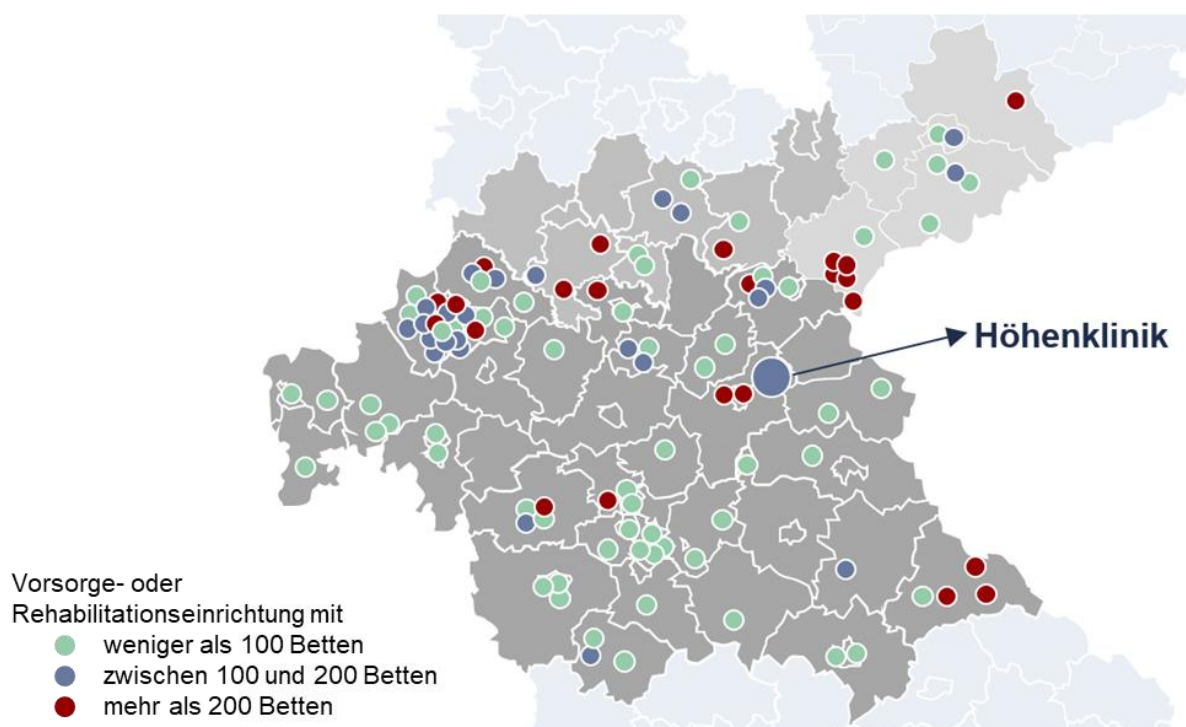 Höhenklinik
Vorsorge- oder
Rehabilitationseinrichtung mit
weniger als 100 Betten
zwischen 100 und 200 Betten
mehr als 200 Betten